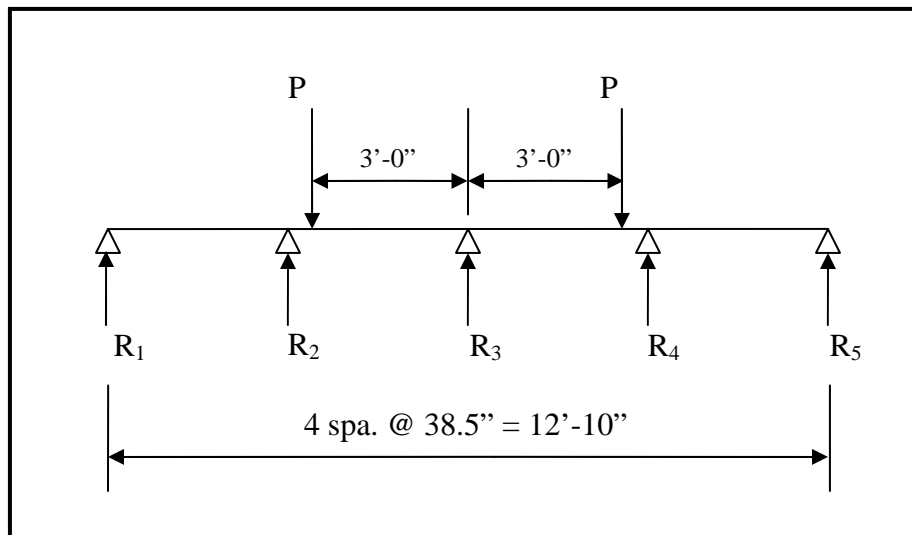 P P
3’-0” 3’-0”
R₁ R₂ R₃ R₄ R₅
4 spa. @ 38.5” = 12’-10”